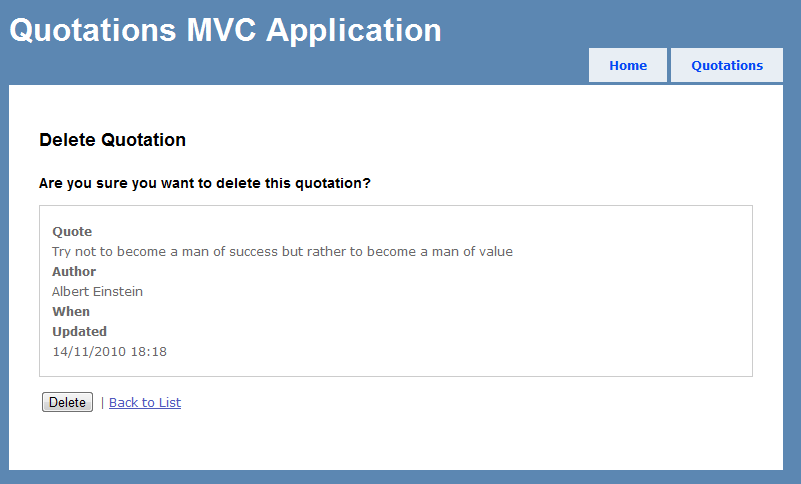 Quotations MVC Application
Home Quotations
Delete Quotation
Are you sure you want to delete this quotation?
Quote
Try not to become a man of success but rather to become a man of value
Author
Albert Einstein
When
Updated
14/11/2010 18:18
Delete | Back to List